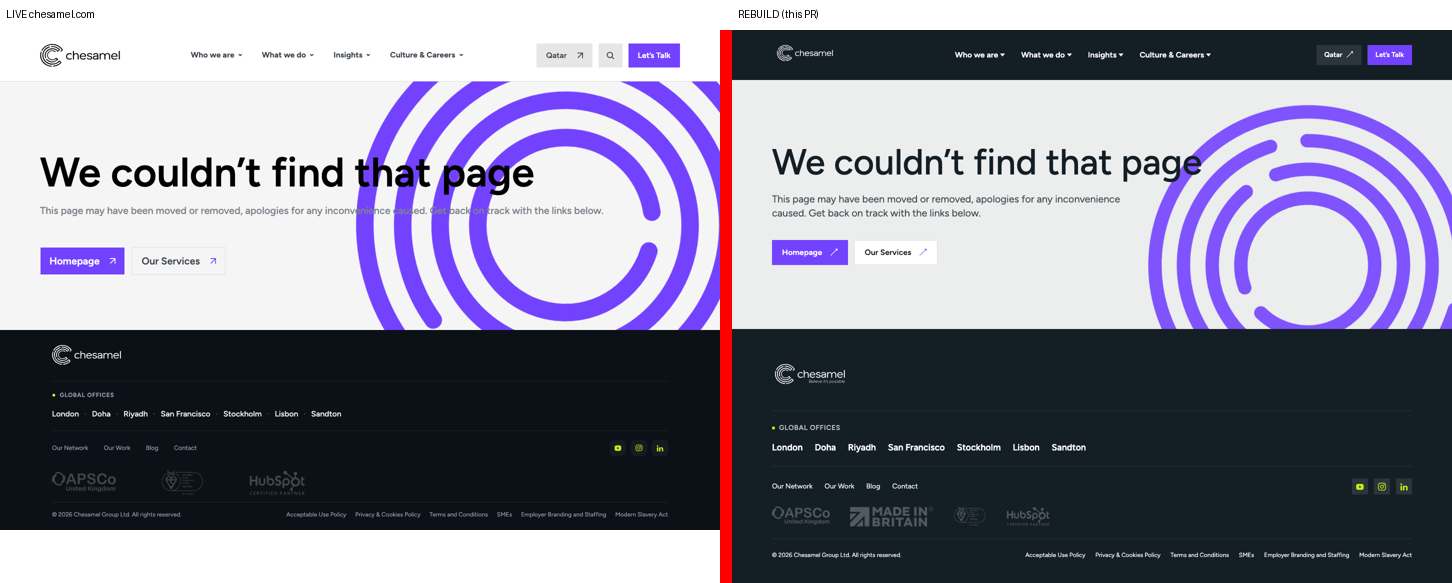 LIVE chesamel.com
chesamel
Who we are What we do Insights Culture & Careers Qatar Let's Talk
We couldn't find that page
This page may have been moved or removed, apologies for any inconvenience caused. Get back on track with the links below.
Homepage Our Services
chesamel
GLOBAL OFFICES
London Doha Riyadh San Francisco Stockholm Lisbon Sandton
Our Network Our Work Blog Contact
APSCo
United Kingdom
HubSpot
CERTIFIED PARTNER
© 2026 Chesamel Group Ltd. All rights reserved. Acceptable Use Policy Privacy & Cookies Policy Terms and Conditions SMEs Employer Branding and Staffing Modern Slavery Act
REBUILD (this PR)
chesamel
Who we are What we do Insights Culture & Careers Qatar Let's Talk
We couldn't find that page
This page may have been moved or removed, apologies for any inconvenience
caused. Get back on track with the links below.
Homepage Our Services
chesamel
Believe it's possible
GLOBAL OFFICES
London Doha Riyadh San Francisco Stockholm Lisbon Sandton
Our Network Our Work Blog Contact
APSCo
United Kingdom
MADE IN
BRITAIN
HubSpot
CERTIFIED PARTNER
© 2026 Chesamel Group Ltd. All rights reserved. Acceptable Use Policy Privacy & Cookies Policy Terms and Conditions SMEs Employer Branding and Staffing Modern Slavery Act